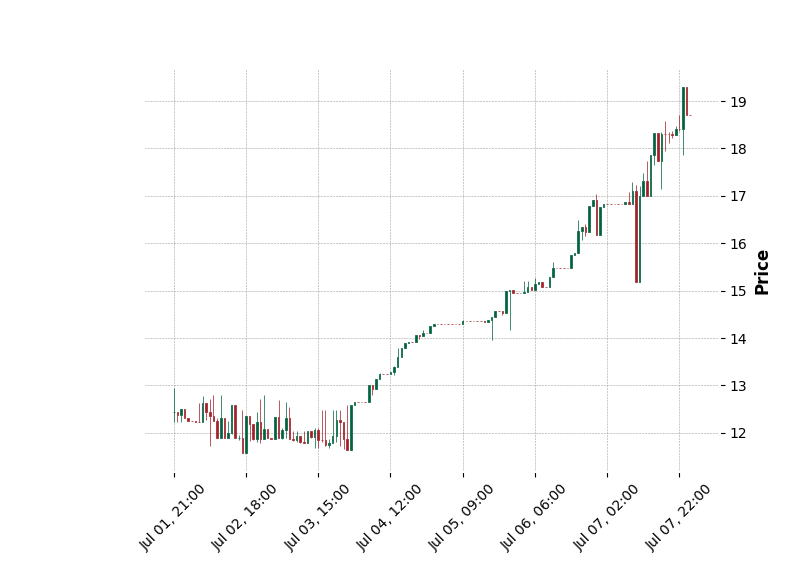 19
18
17
16
15
14
13
12
Price
Jul 01, 21:00
Jul 02, 18:00
Jul 03, 15:00
Jul 04, 12:00
Jul 05, 09:00
Jul 06, 06:00
Jul 07, 02:00
Jul 07, 22:00